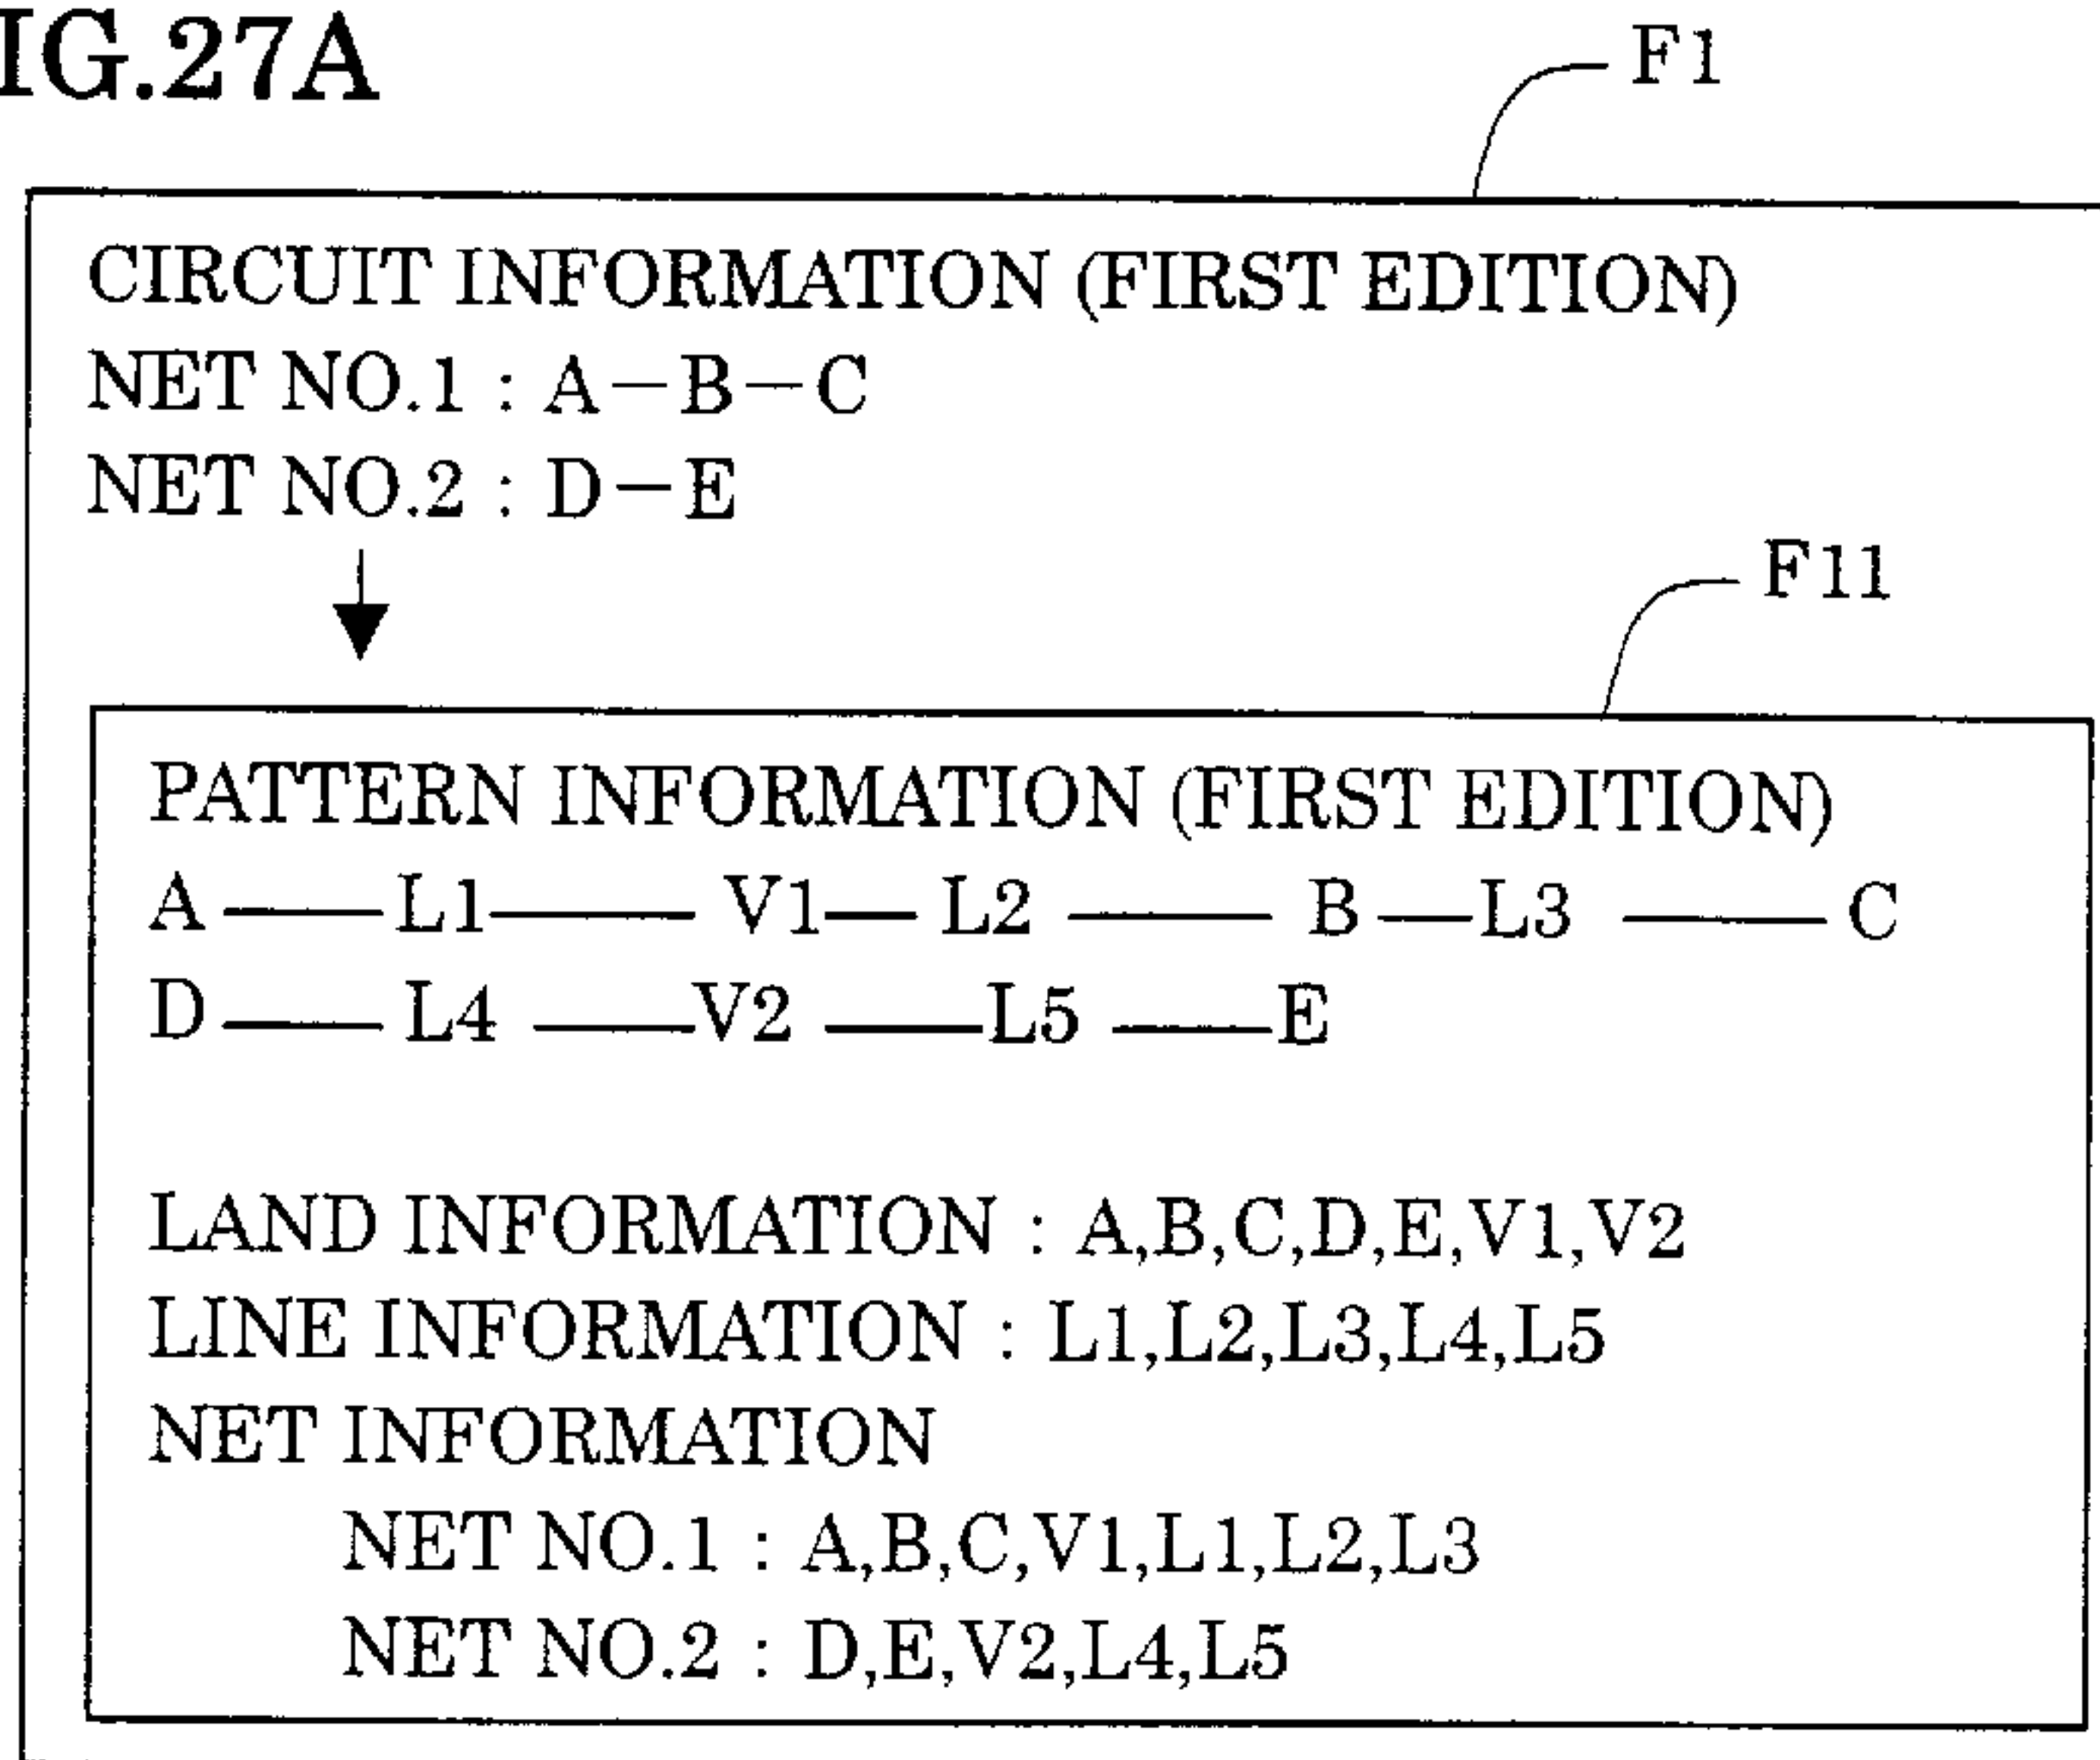 IG.27A
F1
CIRCUIT INFORMATION (FIRST EDITION)
NET NO.1 : A—B—C
NET NO.2 : D—E
F11
PATTERN INFORMATION (FIRST EDITION)
A — L1 — V1 — L2 — B — L3 — C
D — L4 — V2 — L5 — E
LAND INFORMATION : A,B,C,D,E,V1,V2
LINE INFORMATION : L1,L2,L3,L4,L5
NET INFORMATION
NET NO.1 : A,B,C,V1,L1,L2,L3
NET NO.2 : D,E,V2,L4,L5